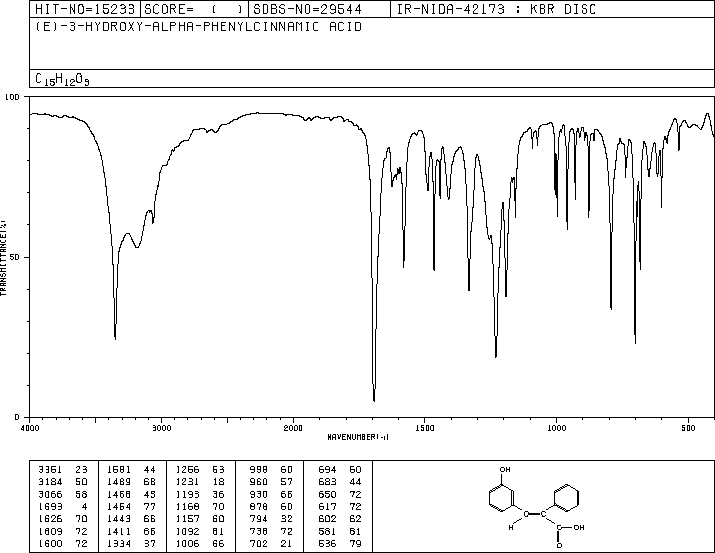 HIT-NO=15233 SCORE= ( ) SDBS-NO=29544 IR-NIDA-42173 : KBR DISC
(E)-3-HYDROXY-ALPHA-PHENYLCINNAMIC ACID
C15H12O3
100
50
0
TRANSMITTANCE(%)
4000 3000 2000 1500 1000 500
WAVENUMBER(-1)
3361 23 1581 44 1256 63 998 60 694 60
3184 50 1489 68 1231 18 960 57 683 44
3066 58 1468 45 1193 36 930 66 650 72
1693 4 1454 77 1168 70 878 60 617 72
1626 70 1443 66 1157 60 794 32 602 62
1609 72 1411 66 1092 81 738 72 581 81
1600 72 1334 37 1006 66 702 21 536 79
OH
C C
H C OH
O